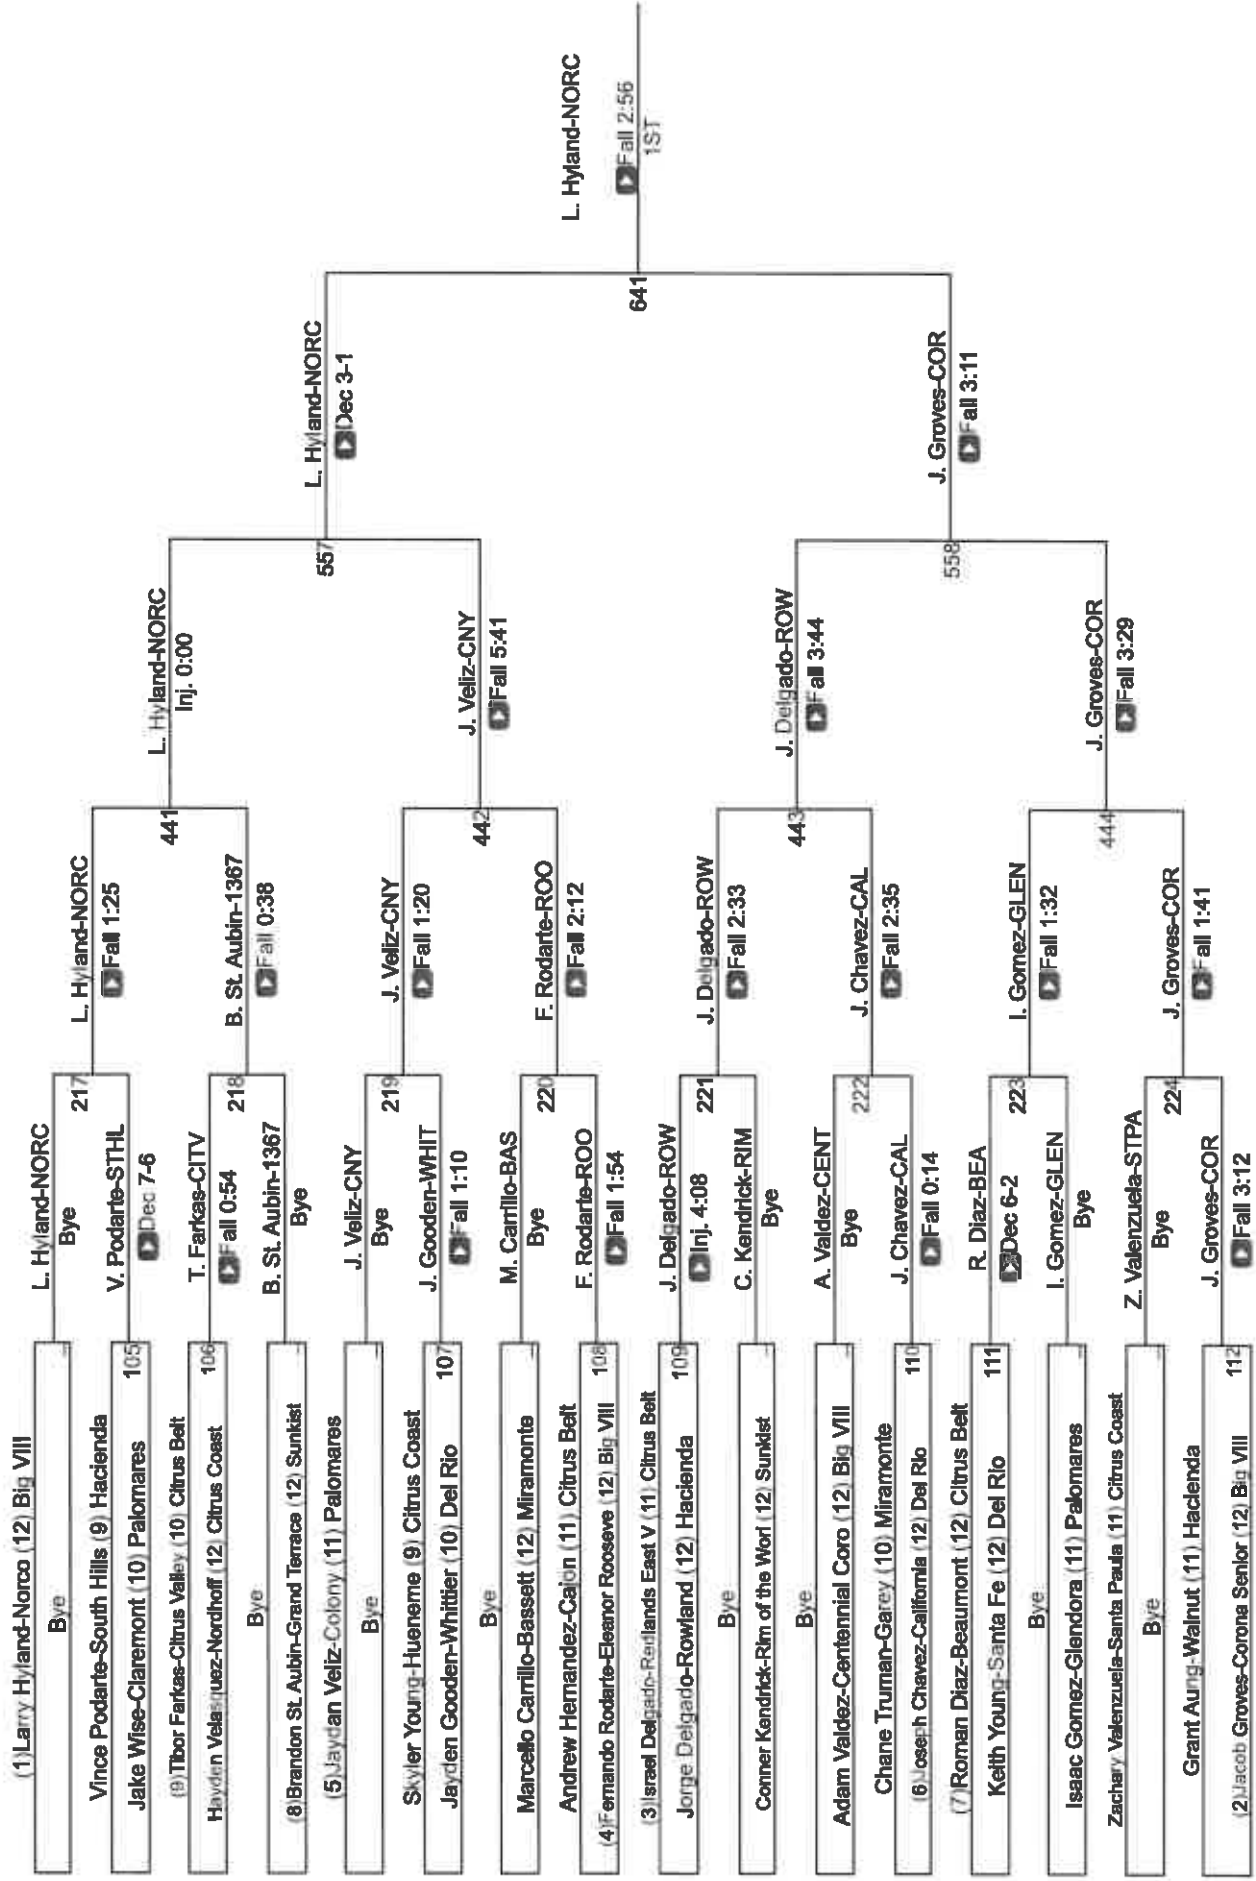 (1)Larry Hyland-Norco (12) Big VIII
Bye
Vince Podarte-South Hills (9) Hacienda
Jake Wise-Claremont (10) Palomares
105
(9)Tibor Farkas-Citrus Valley (10) Citrus Belt
Hayden Velasquez-Nordhoff (12) Citrus Coast
106
Bye
(8)Brandon St. Aubin-Grand Terrace (12) Sunkist
(5)Jaydan Veliz-Colony (11) Palomares
Bye
Skyler Young-Hueneme (9) Citrus Coast
Jayden Gooden-Whittier (10) Del Rio
107
Bye
Marcello Carrillo-Bassett (12) Miramonte
Andrew Hernandez-Cajon (11) Citrus Belt
(4)Fernando Rodarte-Eleanor Rooseve (12) Big VIII
108
(3)Israel Delgado-Redlands East V (11) Citrus Belt
Jorge Delgado-Rowland (12) Hacienda
109
Bye
Conner Kendrick-Rim of the Worl (12) Sunkist
Bye
Adam Valdez-Centennial Coro (12) Big VIII
Chane Truman-Garey (10) Miramonte
(6)Joseph Chavez-California (12) Del Rio
110
(7)Roman Diaz-Beaumont (12) Citrus Belt
Keith Young-Santa Fe (12) Del Rio
111
Bye
Isaac Gomez-Glendora (11) Palomares
Zachary Valenzuela-Santa Paula (11) Citrus Coast
Bye
Grant Aung-Walnut (11) Hacienda
(2)Jacob Groves-Corona Senior (12) Big VIII
112
L. Hyland-NORC
Bye
217
V. Podarte-STHL
Dec 7-6
T. Farkas-CITV
Fall 0:54
218
B. St. Aubin-1367
Bye
J. Veliz-CNY
Bye
219
J. Gooden-WHIT
Fall 1:10
M. Carrillo-BAS
Bye
220
F. Rodarte-ROO
Fall 1:54
J. Delgado-ROW
Inj. 4:08
221
C. Kendrick-RIM
Bye
A. Valdez-CENT
Bye
222
J. Chavez-CAL
Fall 0:14
R. Diaz-BEA
Dec 6-2
223
I. Gomez-GLEN
Bye
Z. Valenzuela-STPA
Bye
224
J. Groves-COR
Fall 3:12
L. Hyland-NORC
Fall 1:25
441
B. St. Aubin-1367
Fall 0:38
J. Veliz-CNY
Fall 1:20
442
F. Rodarte-ROO
Fall 2:12
J. Delgado-ROW
Fall 2:33
443
J. Chavez-CAL
Fall 2:35
I. Gomez-GLEN
Fall 1:32
444
J. Groves-COR
Fall 1:41
L. Hyland-NORC
Inj. 0:00
557
J. Veliz-CNY
Fall 5:41
J. Delgado-ROW
Fall 3:44
558
J. Groves-COR
Fall 3:29
L. Hyland-NORC
Dec 3-1
641
J. Groves-COR
Fall 3:11
L. Hyland-NORC
Fall 2:56
1ST